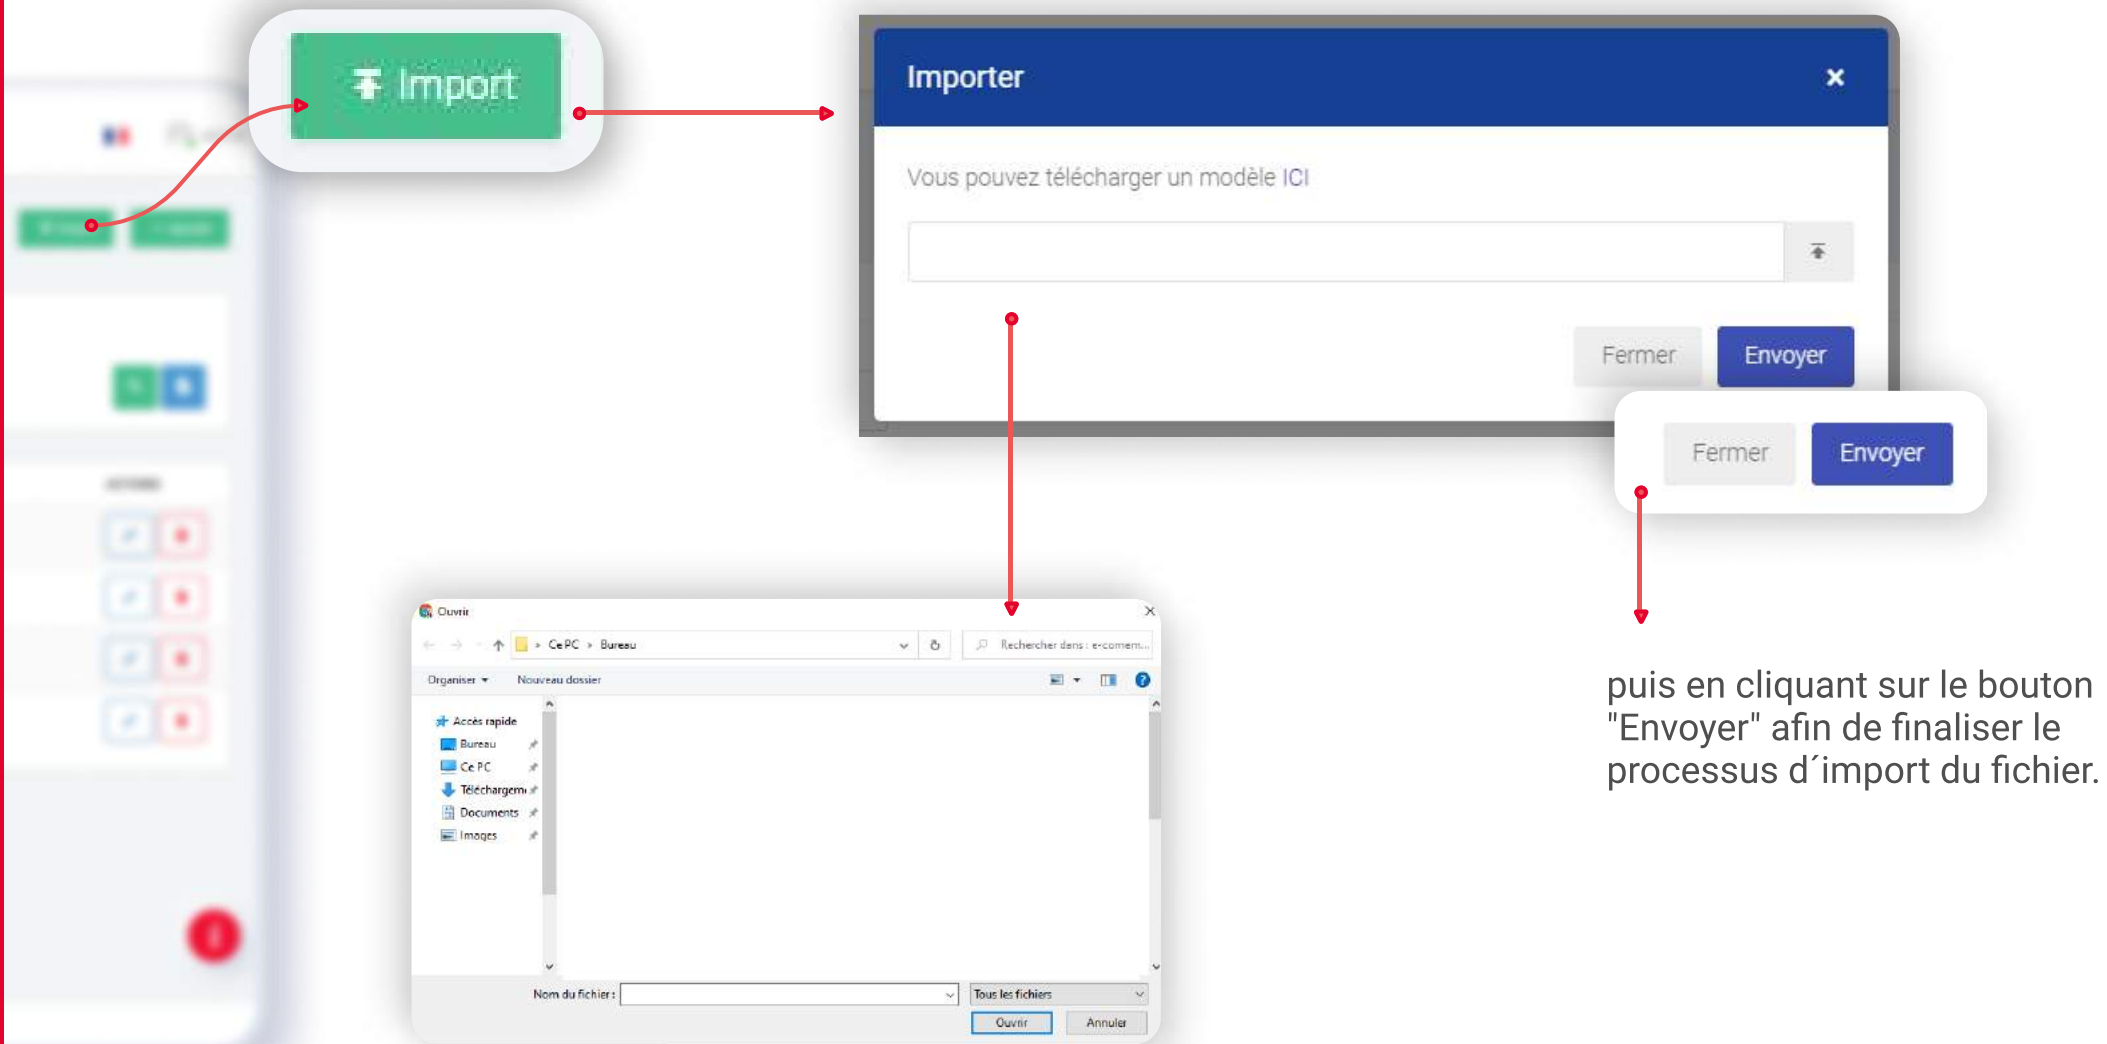 Import
Importer
Vous pouvez télécharger un modèle ICI
Fermer
Envoyer
Fermer
Envoyer
puis en cliquant sur le bouton
"Envoyer" afin de finaliser le
processus d´import du fichier.
Ouvrir
Ce PC > Bureau
Rechercher dans : e-comem...
Organiser
Nouveau dossier
Accès rapide
Bureau
Ce PC
Téléchargem
Documents
Images
Nom du fichier :
Tous les fichiers
Ouvrir
Annuler